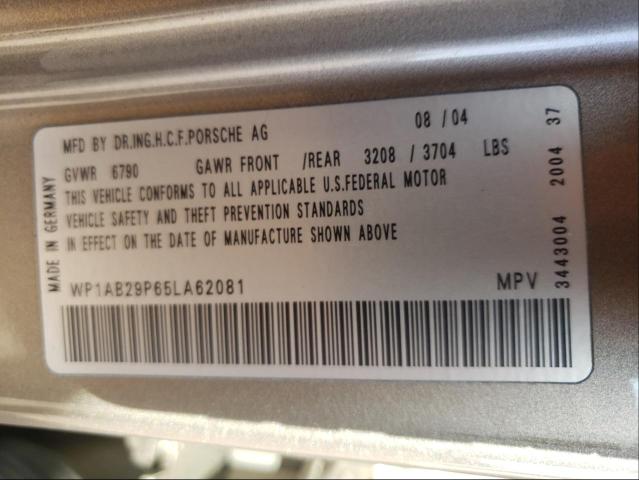 MFD BY DR.ING.H.C.F.PORSCHE AG 08 / 04
GVWR 6790 GAWR FRONT /REAR 3208 / 3704 LBS
THIS VEHICLE CONFORMS TO ALL APPLICABLE U.S.FEDERAL MOTOR
VEHICLE SAFETY AND THEFT PREVENTION STANDARDS
IN EFFECT ON THE DATE OF MANUFACTURE SHOWN ABOVE
WP1AB29P65LA62081 MPV
MADE IN GERMANY
3443004 2004 37